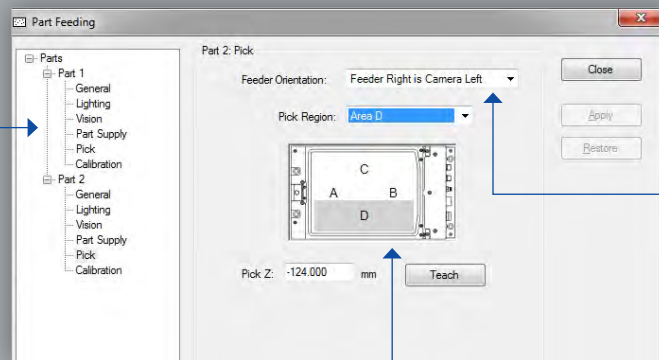 Part Feeding
Parts
Part 1
General
Lighting
Vision
Part Supply
Pick
Calibration
Part 2
General
Lighting
Vision
Part Supply
Pick
Calibration
Part 2: Pick
Feeder Orientation: Feeder Right is Camera Left
Pick Region: Area D
C
A B
D
Pick Z: -124.000 mm Teach
Close
Apply
Restore